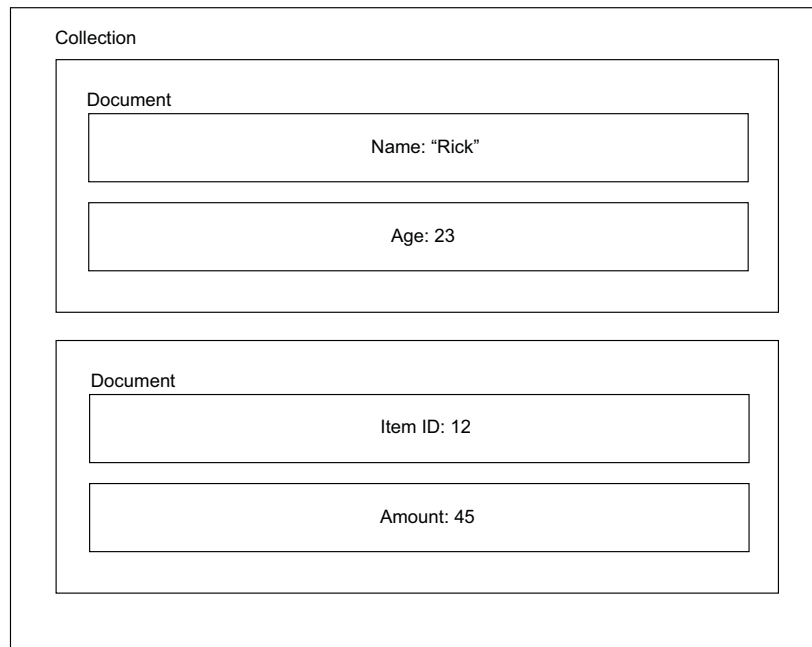 Collection
Document
Name: “Rick”
Age: 23
Document
Item ID: 12
Amount: 45